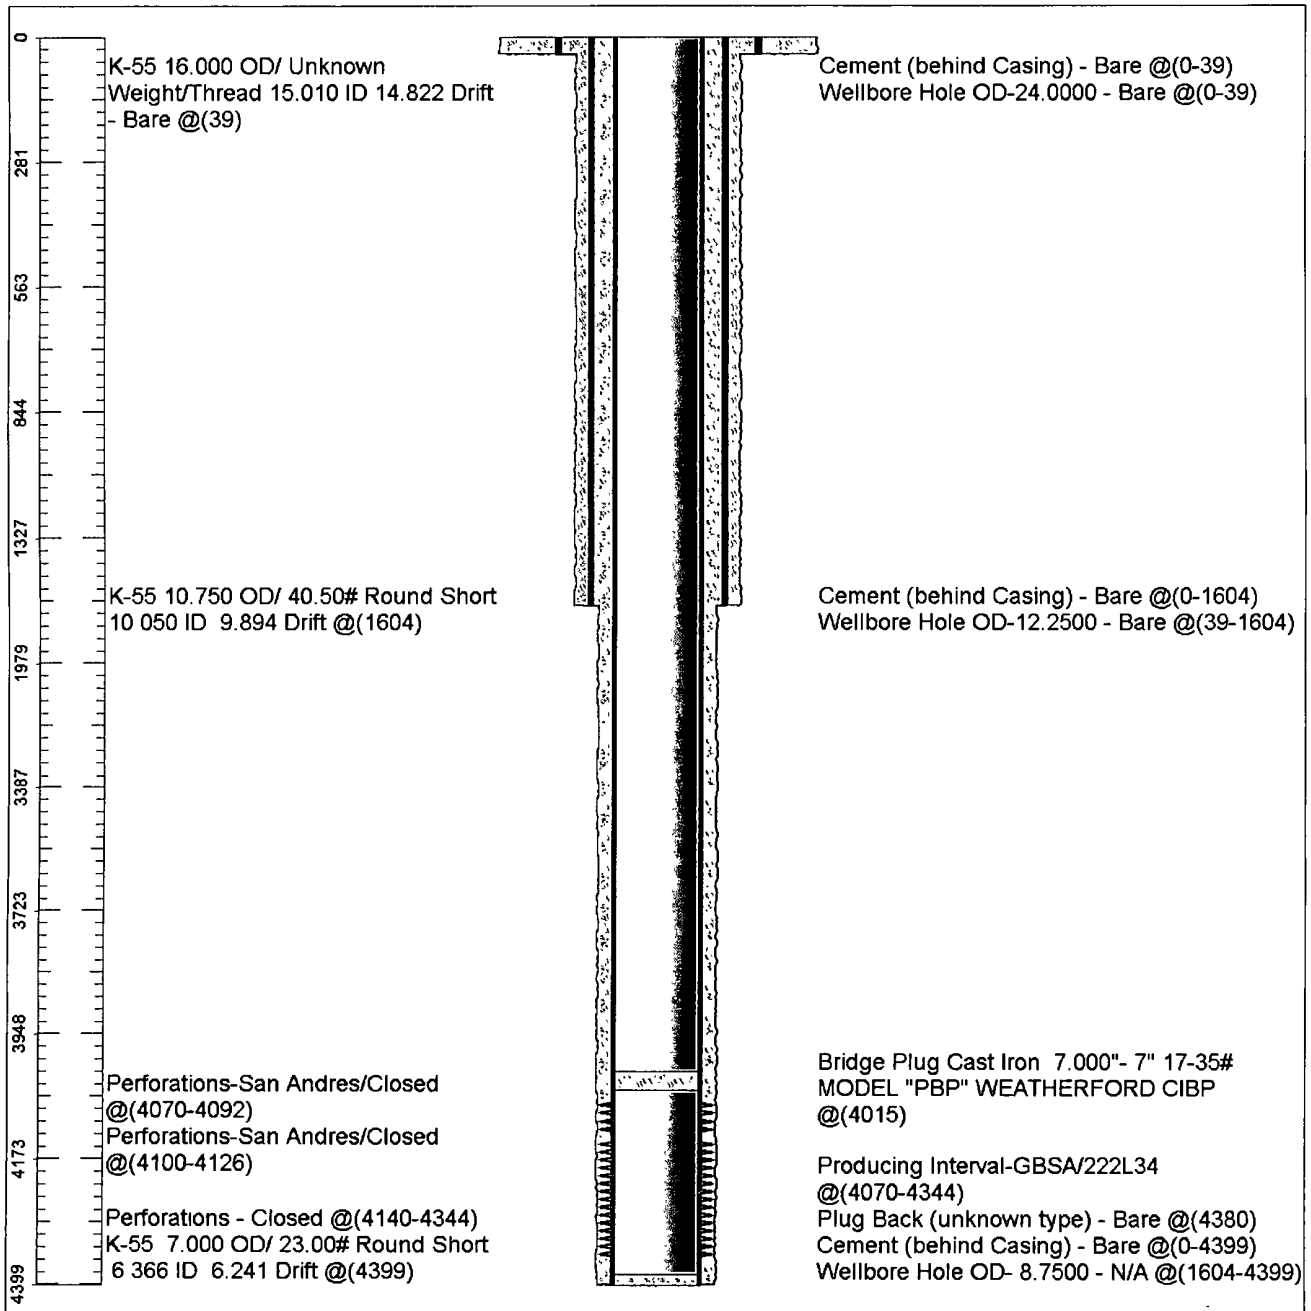 0
281
563
844
1327
1979
3387
3723
3948
4173
4399
K-55 16.000 OD/ Unknown
Weight/Thread 15.010 ID 14.822 Drift
- Bare @(39)
K-55 10.750 OD/ 40.50# Round Short
10 050 ID 9.894 Drift @(1604)
Perforations-San Andres/Closed
@(4070-4092)
Perforations-San Andres/Closed
@(4100-4126)
Perforations - Closed @(4140-4344)
K-55 7.000 OD/ 23.00# Round Short
6 366 ID 6.241 Drift @(4399)
Cement (behind Casing) - Bare @(0-39)
Wellbore Hole OD-24.0000 - Bare @(0-39)
Cement (behind Casing) - Bare @(0-1604)
Wellbore Hole OD-12.2500 - Bare @(39-1604)
Bridge Plug Cast Iron 7.000"- 7" 17-35#
MODEL "PBP" WEATHERFORD CIBP
@(4015)
Producing Interval-GBSA/222L34
@(4070-4344)
Plug Back (unknown type) - Bare @(4380)
Cement (behind Casing) - Bare @(0-4399)
Wellbore Hole OD- 8.7500 - N/A @(1604-4399)